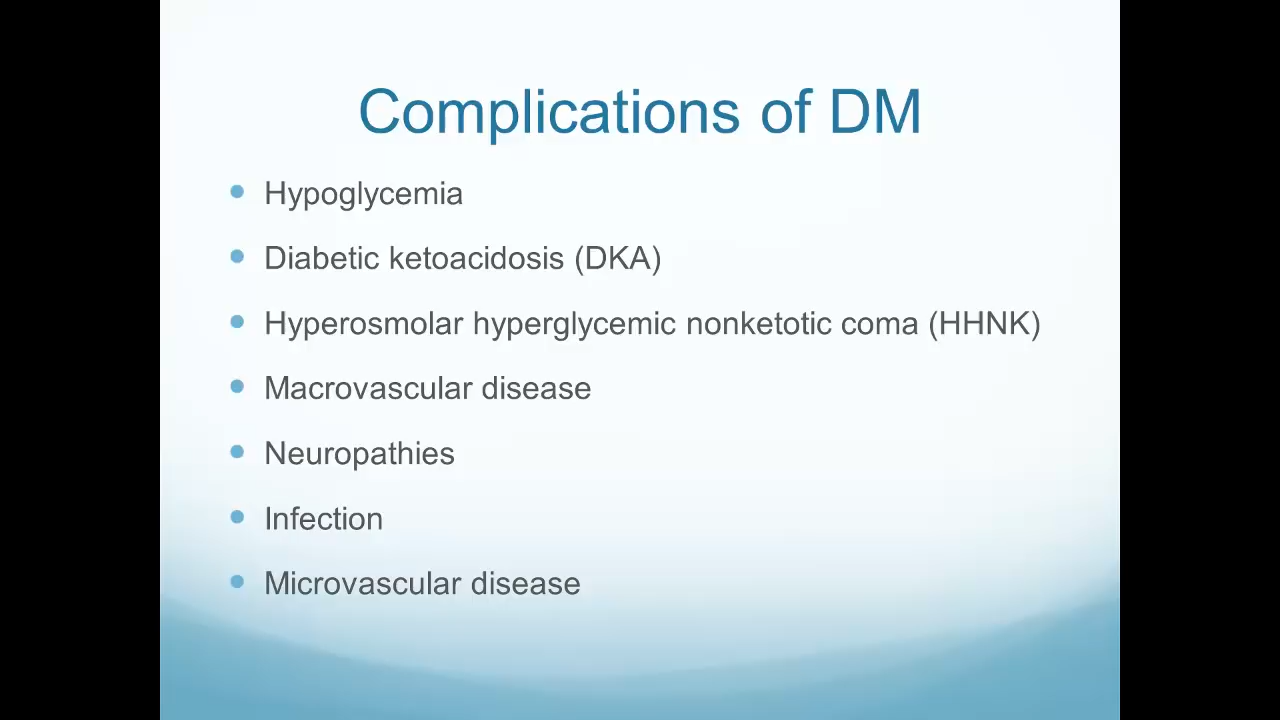 Complications of DM
Hypoglycemia
Diabetic ketoacidosis (DKA)
Hyperosmolar hyperglycemic nonketotic coma (HHNK)
Macrovascular disease
Neuropathies
Infection
Microvascular disease